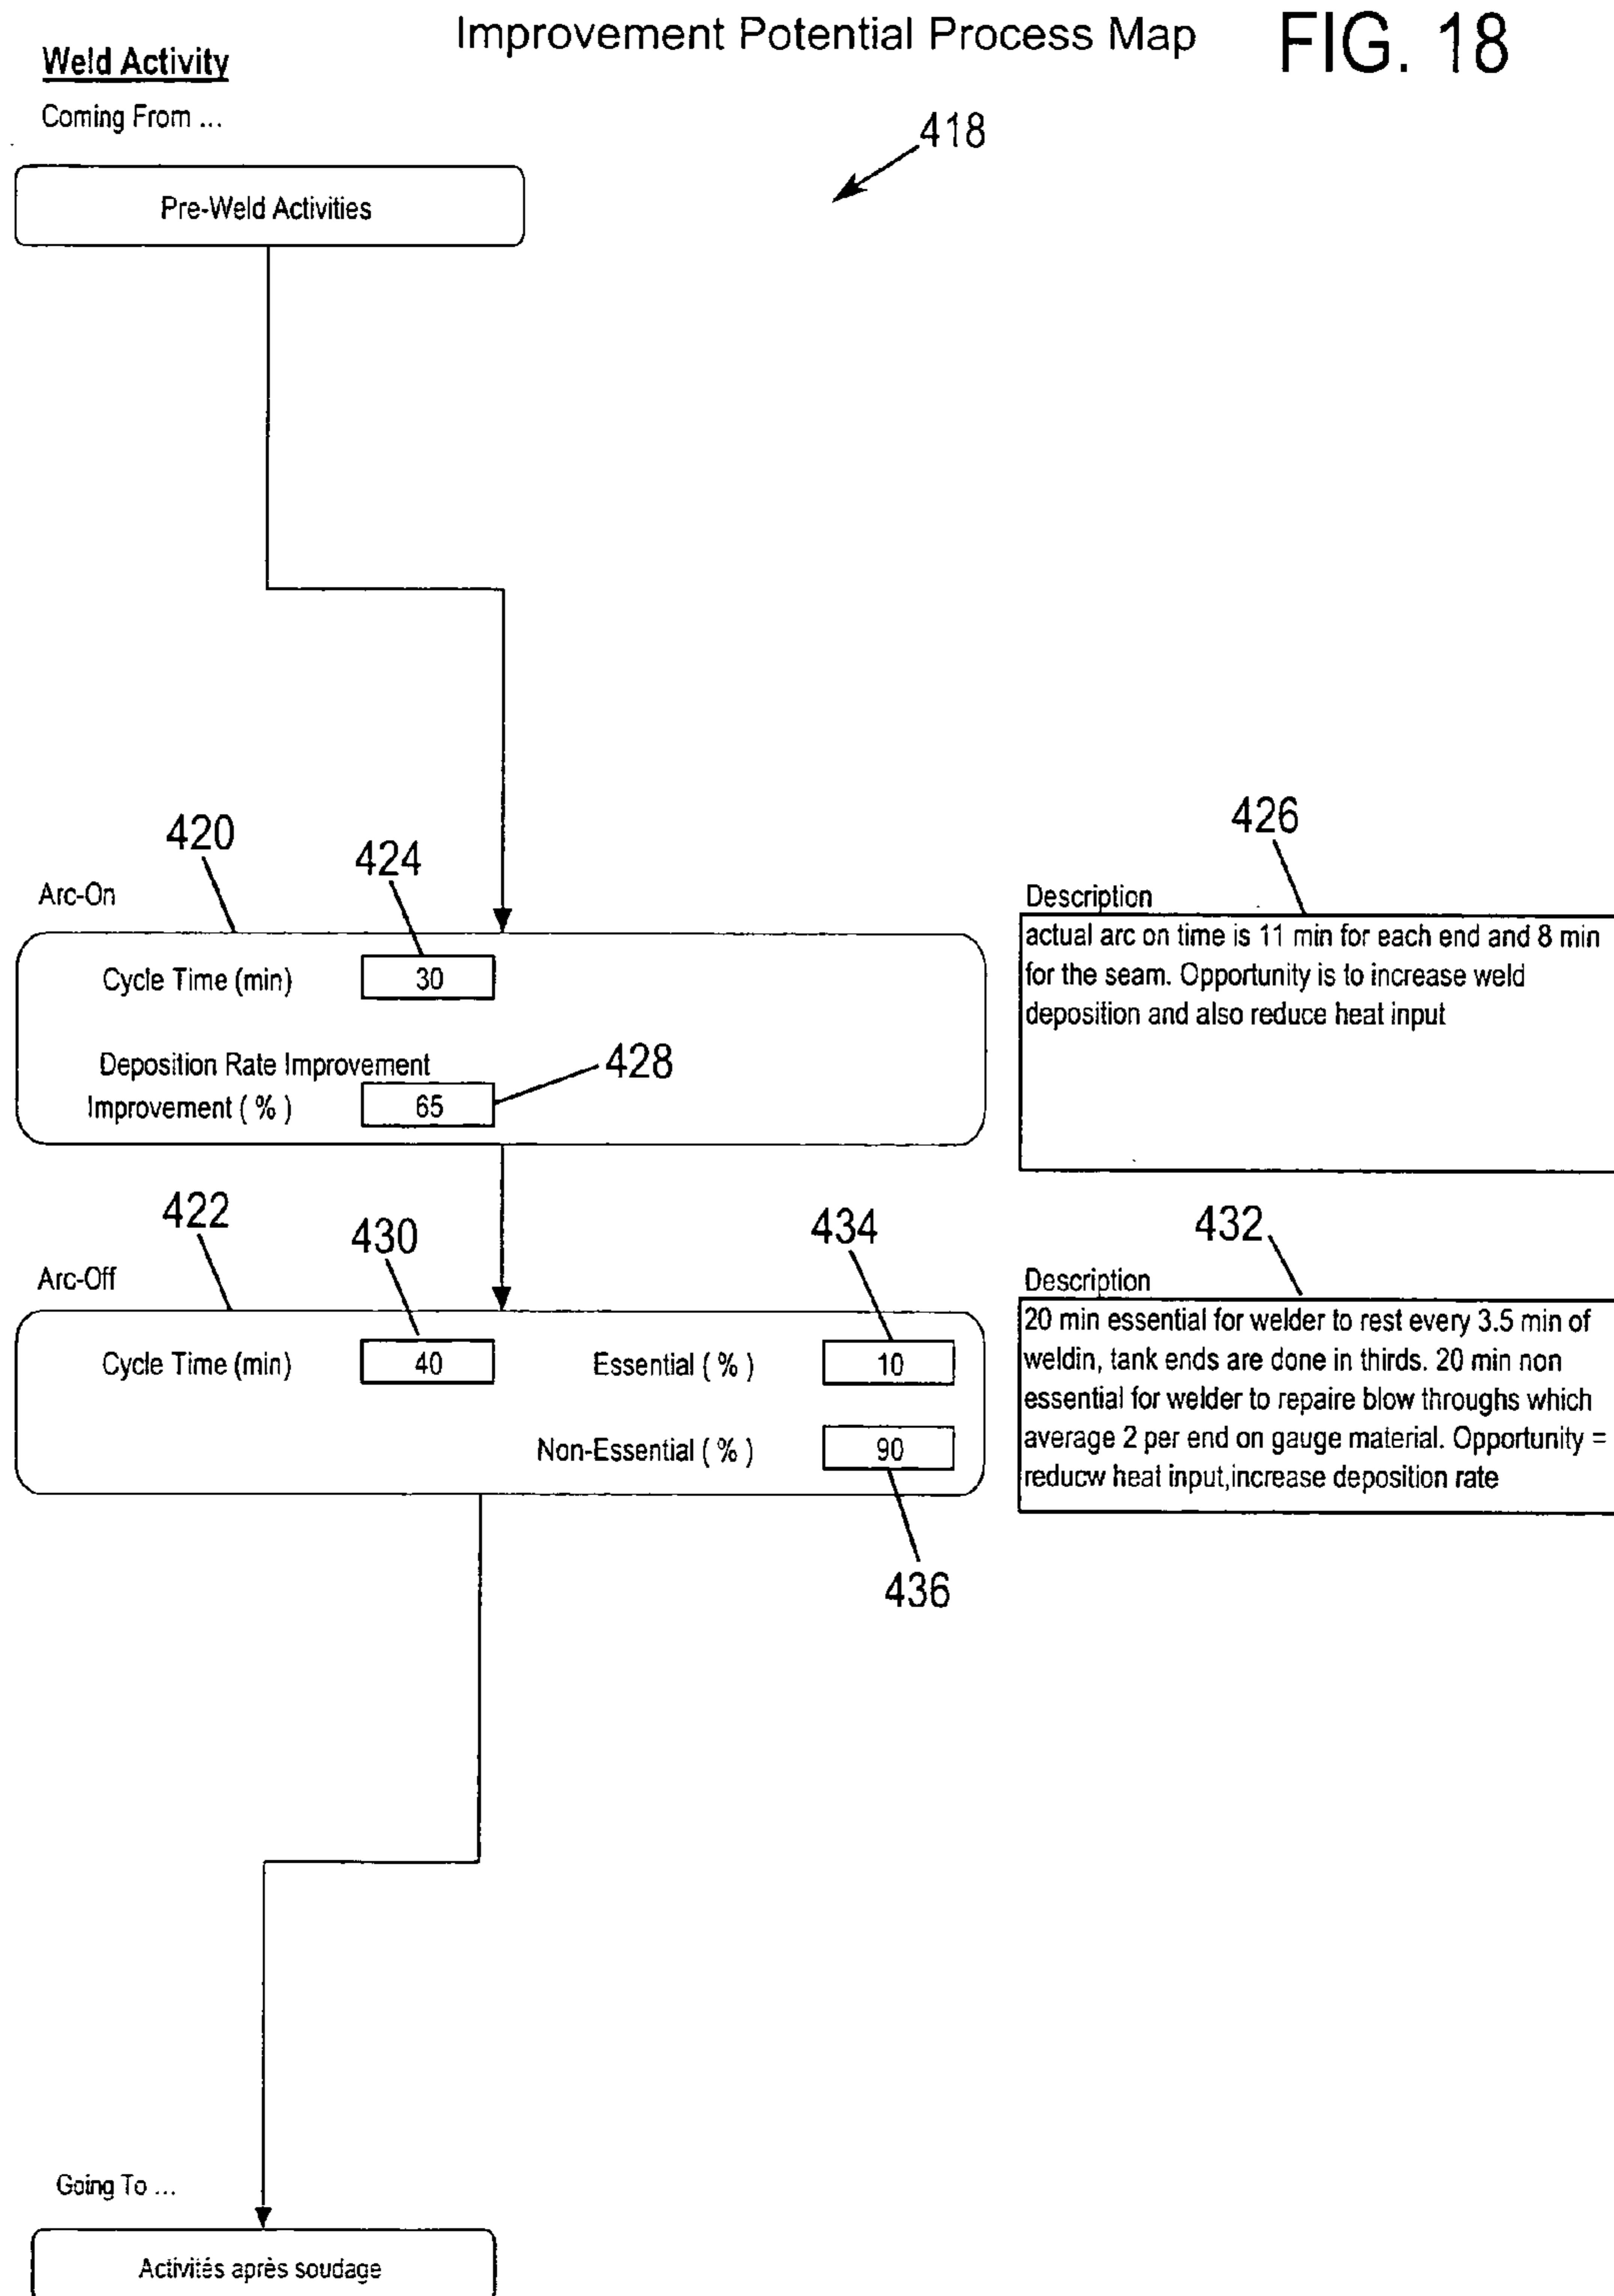 Improvement Potential Process Map
FIG. 18
Weld Activity
Coming From ...
418
Pre-Weld Activities
420
424
426
Arc-On
Description
Cycle Time (min) 30
actual arc on time is 11 min for each end and 8 min
for the seam. Opportunity is to increase weld
deposition and also reduce heat input
Deposition Rate Improvement
428
Improvement ( % ) 65
422
430
434
432
Arc-Off
Description
Cycle Time (min) 40
Essential ( % ) 10
Non-Essential ( % ) 90
20 min essential for welder to rest every 3.5 min of
weldin, tank ends are done in thirds. 20 min non
essential for welder to repaire blow throughs which
average 2 per end on gauge material. Opportunity =
reducw heat input,increase deposition rate
436
Going To ...
Activités après soudage